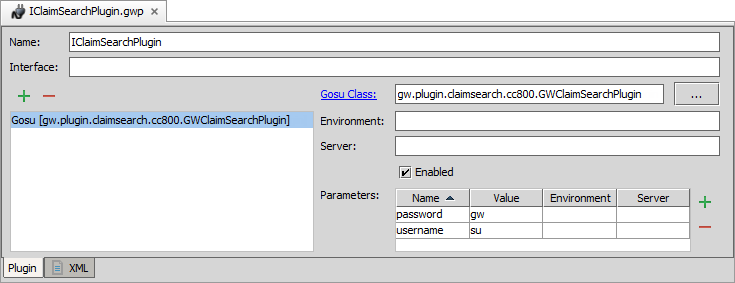 IClaimSearchPlugin.gwp ×
Name: IClaimSearchPlugin
Interface:
Gosu Class: gw.plugin.claimsearch.cc800.GWClaimSearchPlugin ...
Gosu [gw.plugin.claimsearch.cc800.GWClaimSearchPlugin]
Environment:
Server:
Enabled
Parameters:
Name Value Environment Server
password gw
username su
Plugin XML